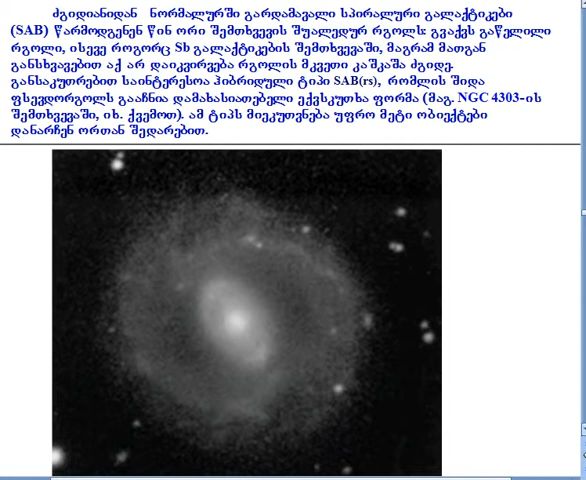 ძგიდიანიდან ნორმალურში გარდამავალი სპირალური გალაქტიკები
(SAB) წარმოდგენენ წინ ორი შემთხვევის შუალედურ რგოლს: გვაქვს გაწელილი
რგოლი, ისევე როგორც Sb გალაქტიკების შემთხვევაში, მაგრამ მათგან
განსხვავებით აქ არ დაიკვირვება რგოლის მკვეთი კაშკაშა ძგიდე.
განსაკუთრებით საინტერესოა ჰიბრიდული ტიპი SAB(rs), რომლის შიდა
ფსევდორგოლს გააჩნია დამახასიათებელი ექვსკუთხა ფორმა (მაგ. NGC 4303-ის
შემთხვევაში, იხ. ქვემოთ). ამ ტიპს მიეკუთვნება უფრო მეტი ობიექტები
დანარჩენ ორთან შედარებით.